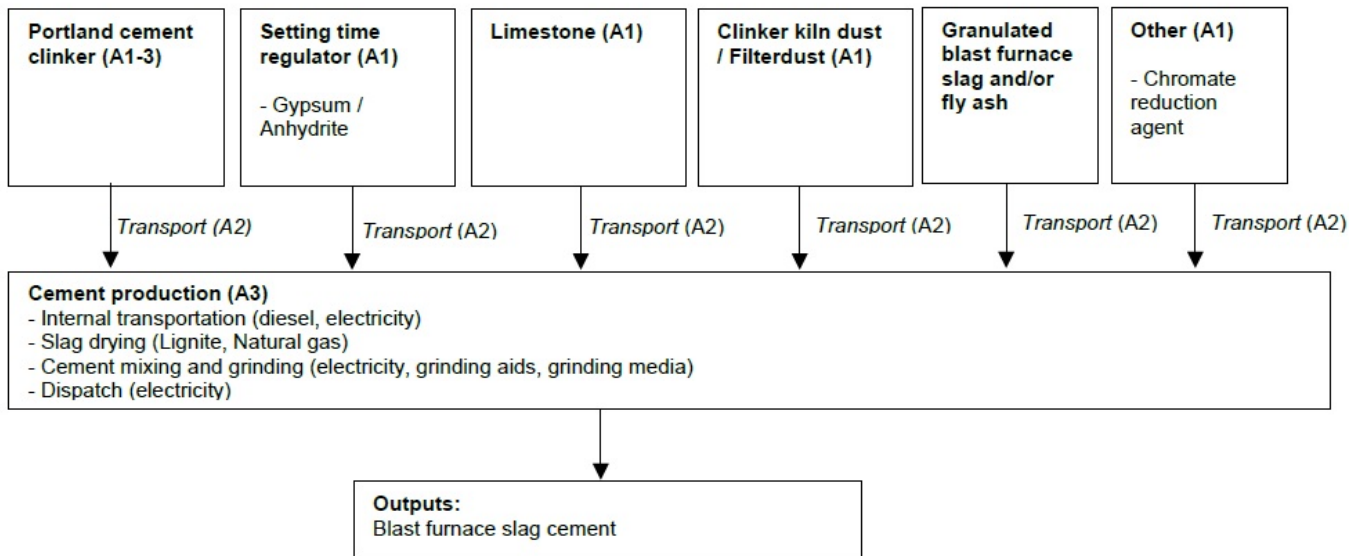 Portland cement
clinker (A1-3)
Setting time
regulator (A1)
- Gypsum /
Anhydrite
Limestone (A1)
Clinker kiln dust
/ Filterdust (A1)
Granulated
blast furnace
slag and/or
fly ash
Other (A1)
- Chromate
reduction
agent
Transport (A2)
Transport (A2)
Transport (A2)
Transport (A2)
Transport (A2)
Transport (A2)
Cement production (A3)
- Internal transportation (diesel, electricity)
- Slag drying (Lignite, Natural gas)
- Cement mixing and grinding (electricity, grinding aids, grinding media)
- Dispatch (electricity)
Outputs:
Blast furnace slag cement